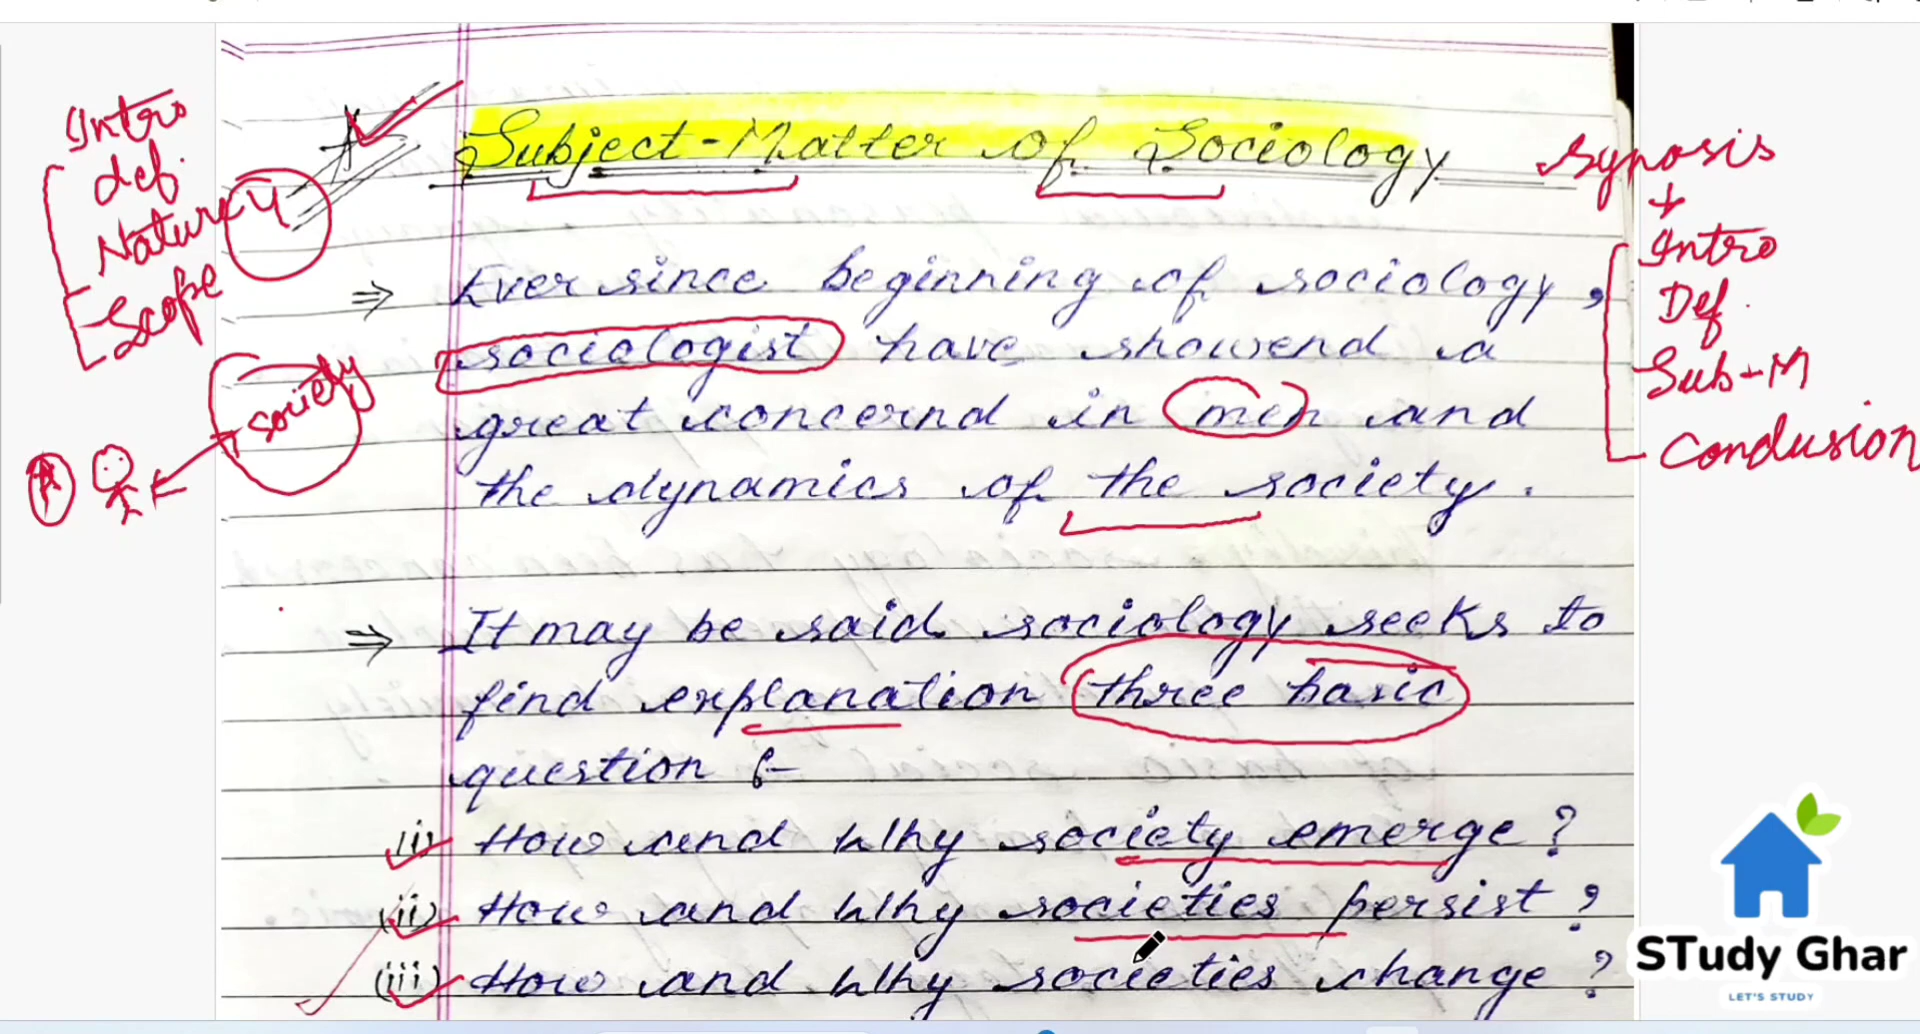 Intro
def.
Nature
Scope
4
society
A
Subject-Matter of Sociology
⇒ Ever since beginning of sociology,
sociologist have showend a
great concernd in men and
the dynamics of the society.
⇒ It may be said sociology seeks to
find explanation three basic
question :-
(i) How and Why society emerge?
(ii) How and Why societies persist?
(iii) How and Why societies change?
Synosis
+
Intro
Def.
Sub-M
Conclusion
STudy Ghar
LET'S STUDY